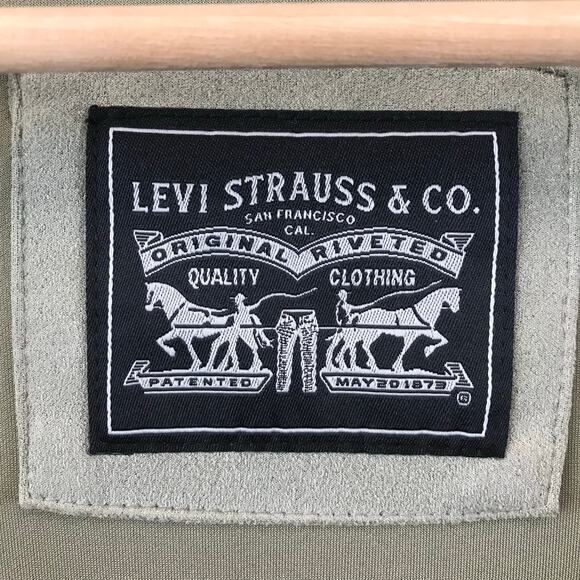 LEVI STRAUSS & CO.
SAN FRANCISCO
CAL.
ORIGINAL RIVETED
QUALITY CLOTHING
PATENTED MAY 20 1873
®